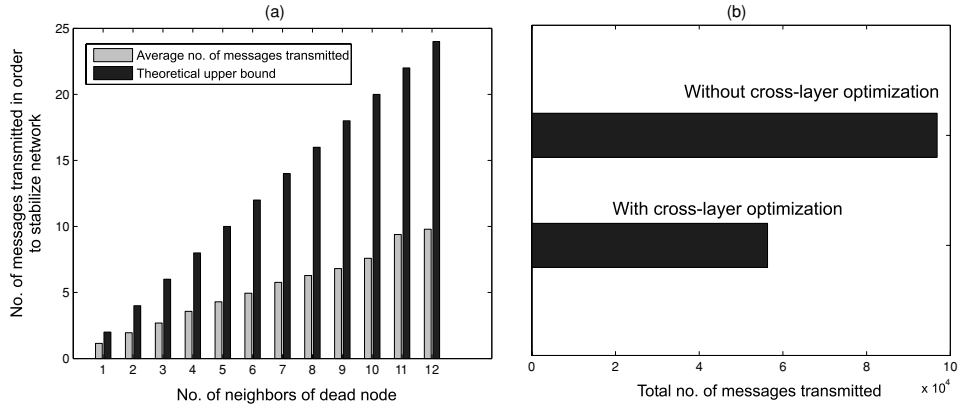 (a)
No. of messages transmitted in order
to stabilize network
25
20
15
10
5
0
Average no. of messages transmitted
Theoretical upper bound
1 2 3 4 5 6 7 8 9 10 11 12
No. of neighbors of dead node
(b)
Without cross-layer optimization
With cross-layer optimization
0 2 4 6 8 10
x 10⁴
Total no. of messages transmitted